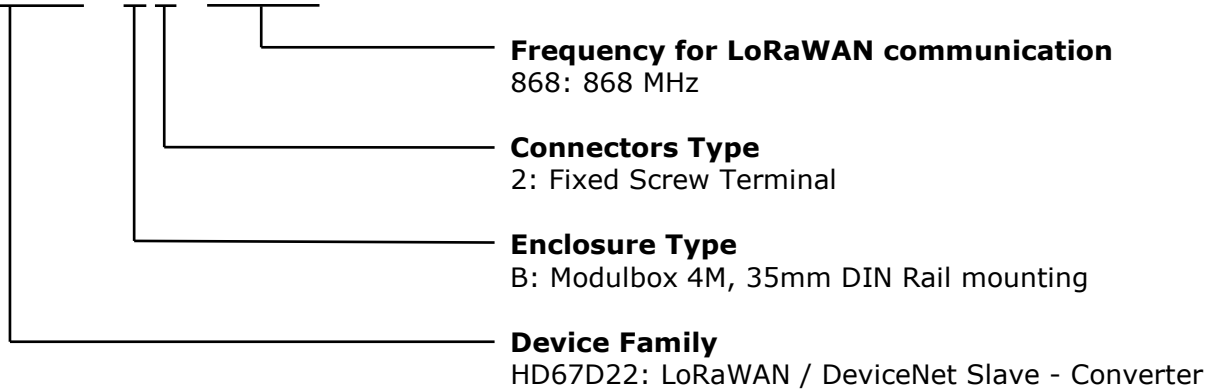 Frequency for LoRaWAN communication
868: 868 MHz
Connectors Type
2: Fixed Screw Terminal
Enclosure Type
B: Modulbox 4M, 35mm DIN Rail mounting
Device Family
HD67D22: LoRaWAN / DeviceNet Slave - Converter